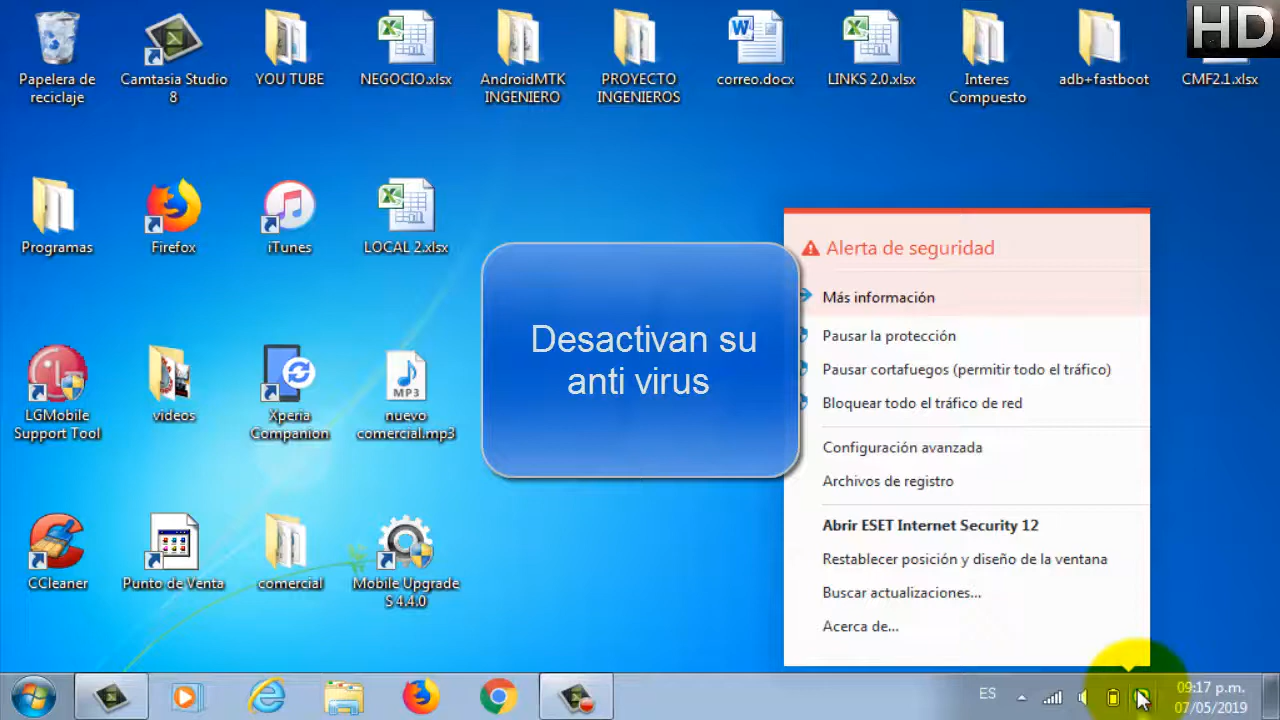 HD
Papelera de
reciclaje
Camtasia Studio
8
YOU TUBE
NEGOCIO.xlsx
AndroidMTK
INGENIERO
PROYECTO
INGENIEROS
correo.docx
LINKS 2.0.xlsx
Interes
Compuesto
adb+fastboot
CMF2.1.xlsx
Programas
Firefox
iTunes
LOCAL 2.xlsx
LGMobile
Support Tool
videos
Xperia
Companion
MP3
nuevo
comercial.mp3
CCleaner
Punto de Venta
comercial
Mobile Upgrade
S 4.4.0
Desactivan su
anti virus
Alerta de seguridad
Más información
Pausar la protección
Pausar cortafuegos (permitir todo el tráfico)
Bloquear todo el tráfico de red
Configuración avanzada
Archivos de registro
Abrir ESET Internet Security 12
Restablecer posición y diseño de la ventana
Buscar actualizaciones...
Acerca de...
ES
09:17 p.m.
07/05/2019